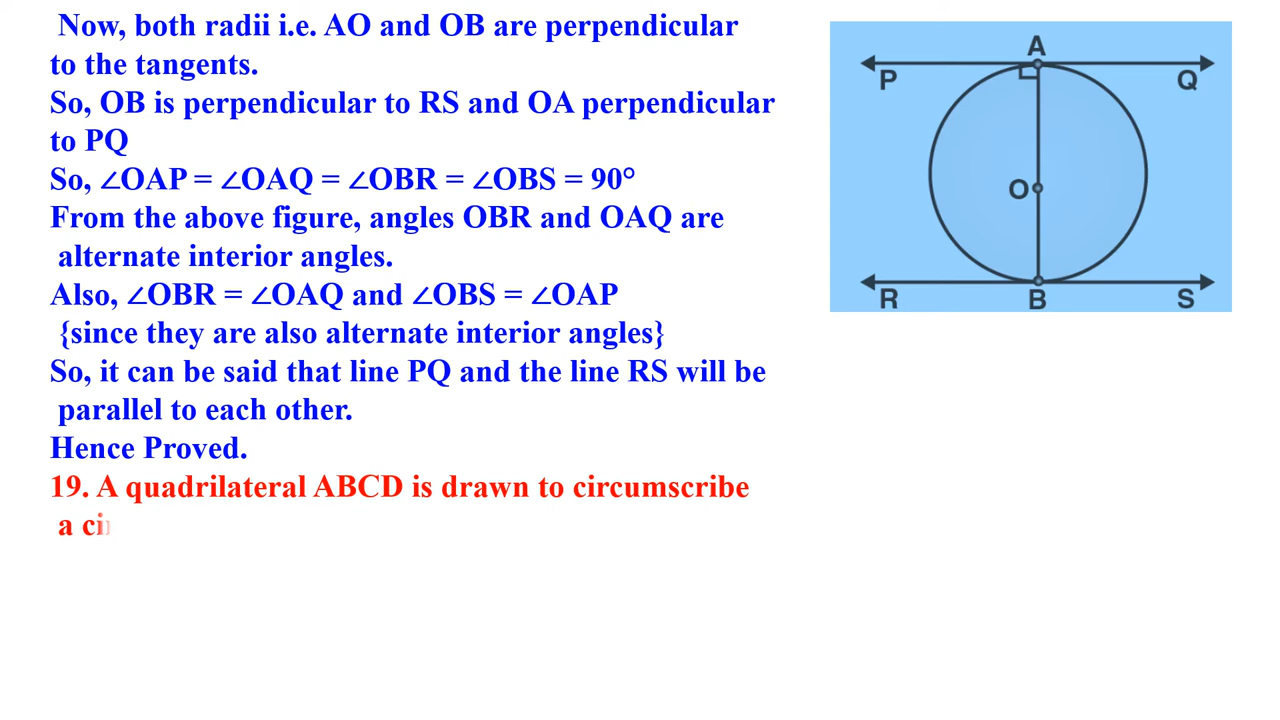 Now, both radii i.e. AO and OB are perpendicular
to the tangents.
So, OB is perpendicular to RS and OA perpendicular
to PQ
So, ∠OAP = ∠OAQ = ∠OBR = ∠OBS = 90°
From the above figure, angles OBR and OAQ are
alternate interior angles.
Also, ∠OBR = ∠OAQ and ∠OBS = ∠OAP
{since they are also alternate interior angles}
So, it can be said that line PQ and the line RS will be
parallel to each other.
Hence Proved.
19. A quadrilateral ABCD is drawn to circumscribe
a ci
A
P Q
O
R B S